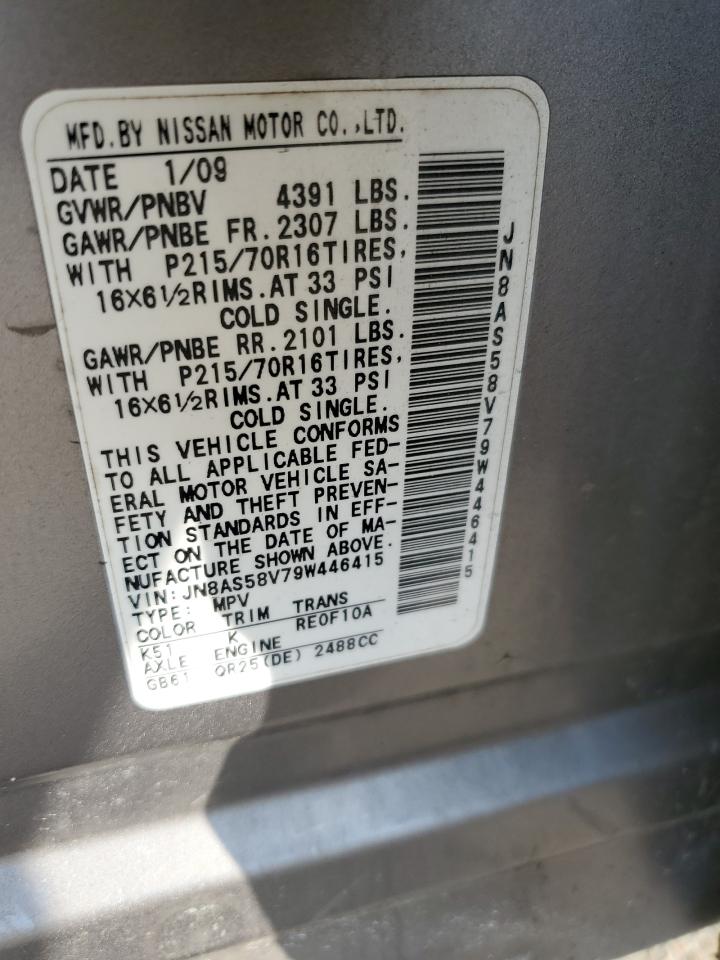 MFD.BY NISSAN MOTOR CO.,LTD.
DATE 1/09
GVWR/PNBV 4391 LBS.
GAWR/PNBE FR.2307 LBS.
WITH P215/70R16TIRES,
16X6 1/2RIMS.AT 33 PSI
COLD SINGLE.
GAWR/PNBE RR.2101 LBS.
WITH P215/70R16TIRES,
16X6 1/2RIMS.AT 33 PSI
COLD SINGLE.
THIS VEHICLE CONFORMS
TO ALL APPLICABLE FED-
ERAL MOTOR VEHICLE SA-
FETY AND THEFT PREVEN-
TION STANDARDS IN EFF-
ECT ON THE DATE OF MA-
NUFACTURE SHOWN ABOVE.
VIN: JN8AS58V79W446415
TYPE: MPV
COLOR TRIM TRANS
K51 K RE0F10A
AXLE ENGINE
GB61 QR25(DE) 2488CC
JN8AS58V79W446415